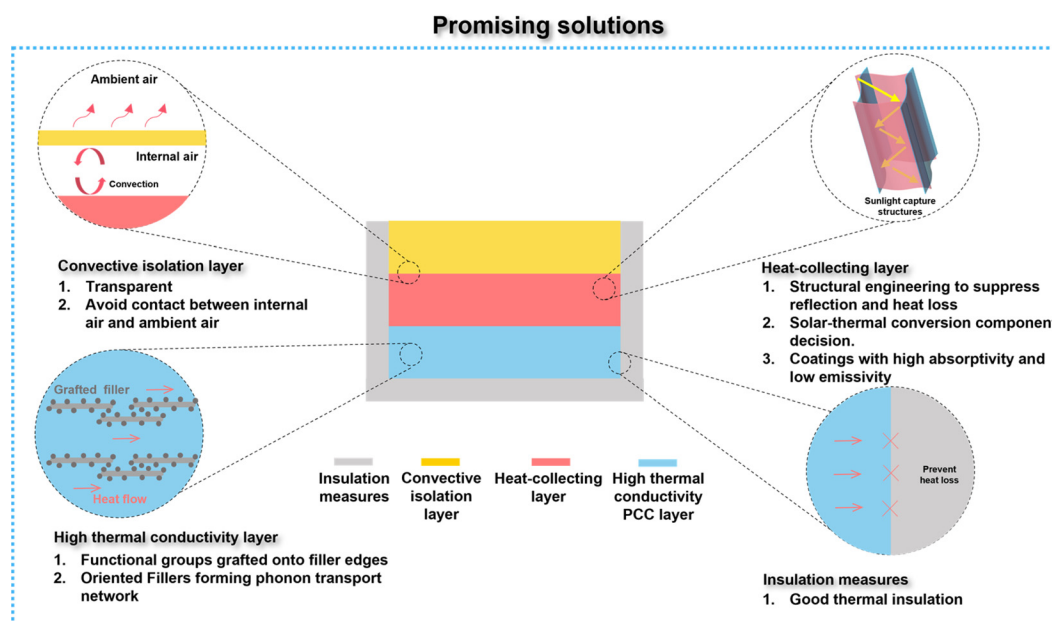 Promising solutions
Ambient air
Internal air
Convection
Convective isolation layer
1. Transparent
2. Avoid contact between internal
air and ambient air
Sunlight capture
structures
Heat-collecting layer
1. Structural engineering to suppress
reflection and heat loss
2. Solar-thermal conversion componen
decision.
3. Coatings with high absorptivity and
low emissivity
Grafted filler
Heat flow
High thermal conductivity layer
1. Functional groups grafted onto filler edges
2. Oriented Fillers forming phonon transport
network
Insulation
measures
Convective
isolation
layer
Heat-collecting
layer
High thermal
conductivity
PCC layer
Prevent
heat loss
Insulation measures
1. Good thermal insulation